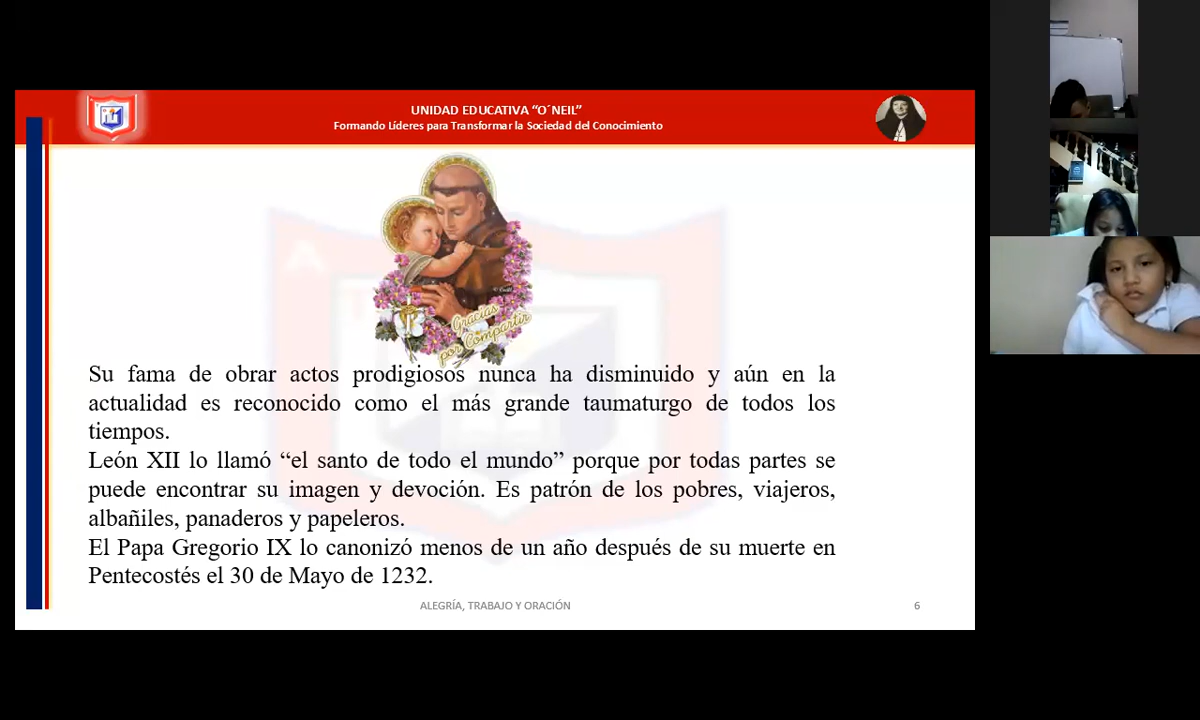 UNIDAD EDUCATIVA “O´NEIL”
Formando Líderes para Transformar la Sociedad del Conocimiento
Gracias
por Compartir
Su fama de obrar actos prodigiosos nunca ha disminuido y aún en la
actualidad es reconocido como el más grande taumaturgo de todos los
tiempos.
León XII lo llamó “el santo de todo el mundo” porque por todas partes se
puede encontrar su imagen y devoción. Es patrón de los pobres, viajeros,
albañiles, panaderos y papeleros.
El Papa Gregorio IX lo canonizó menos de un año después de su muerte en
Pentecostés el 30 de Mayo de 1232.
ALEGRÍA, TRABAJO Y ORACIÓN
6